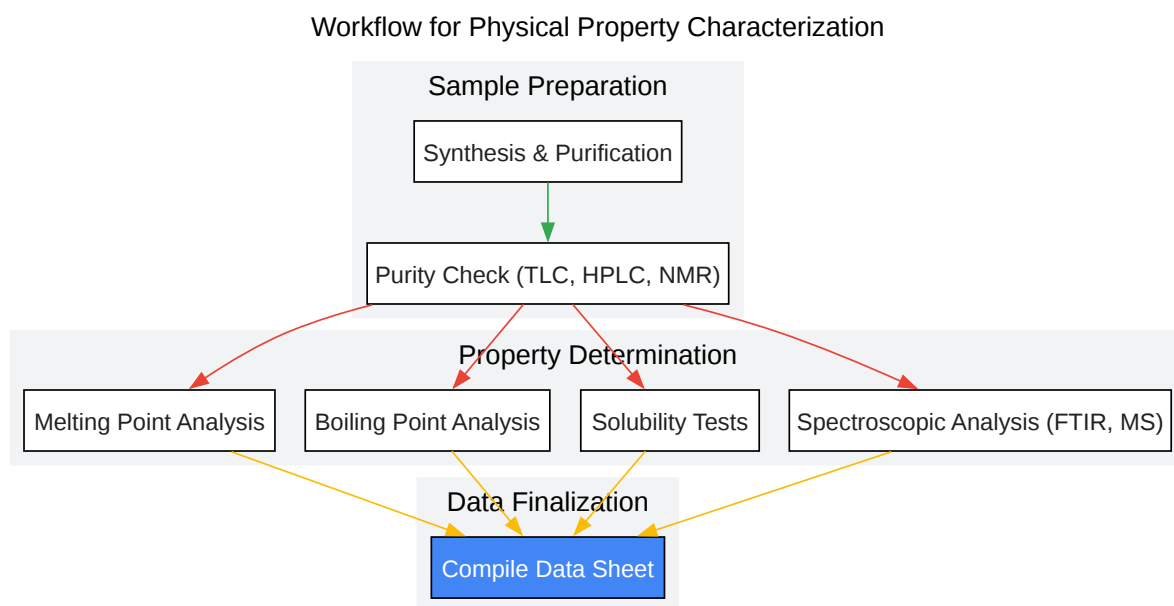 Workflow for Physical Property Characterization
Sample Preparation
Synthesis & Purification
Purity Check (TLC, HPLC, NMR)
Property Determination
Melting Point Analysis
Boiling Point Analysis
Solubility Tests
Spectroscopic Analysis (FTIR, MS)
Data Finalization
Compile Data Sheet